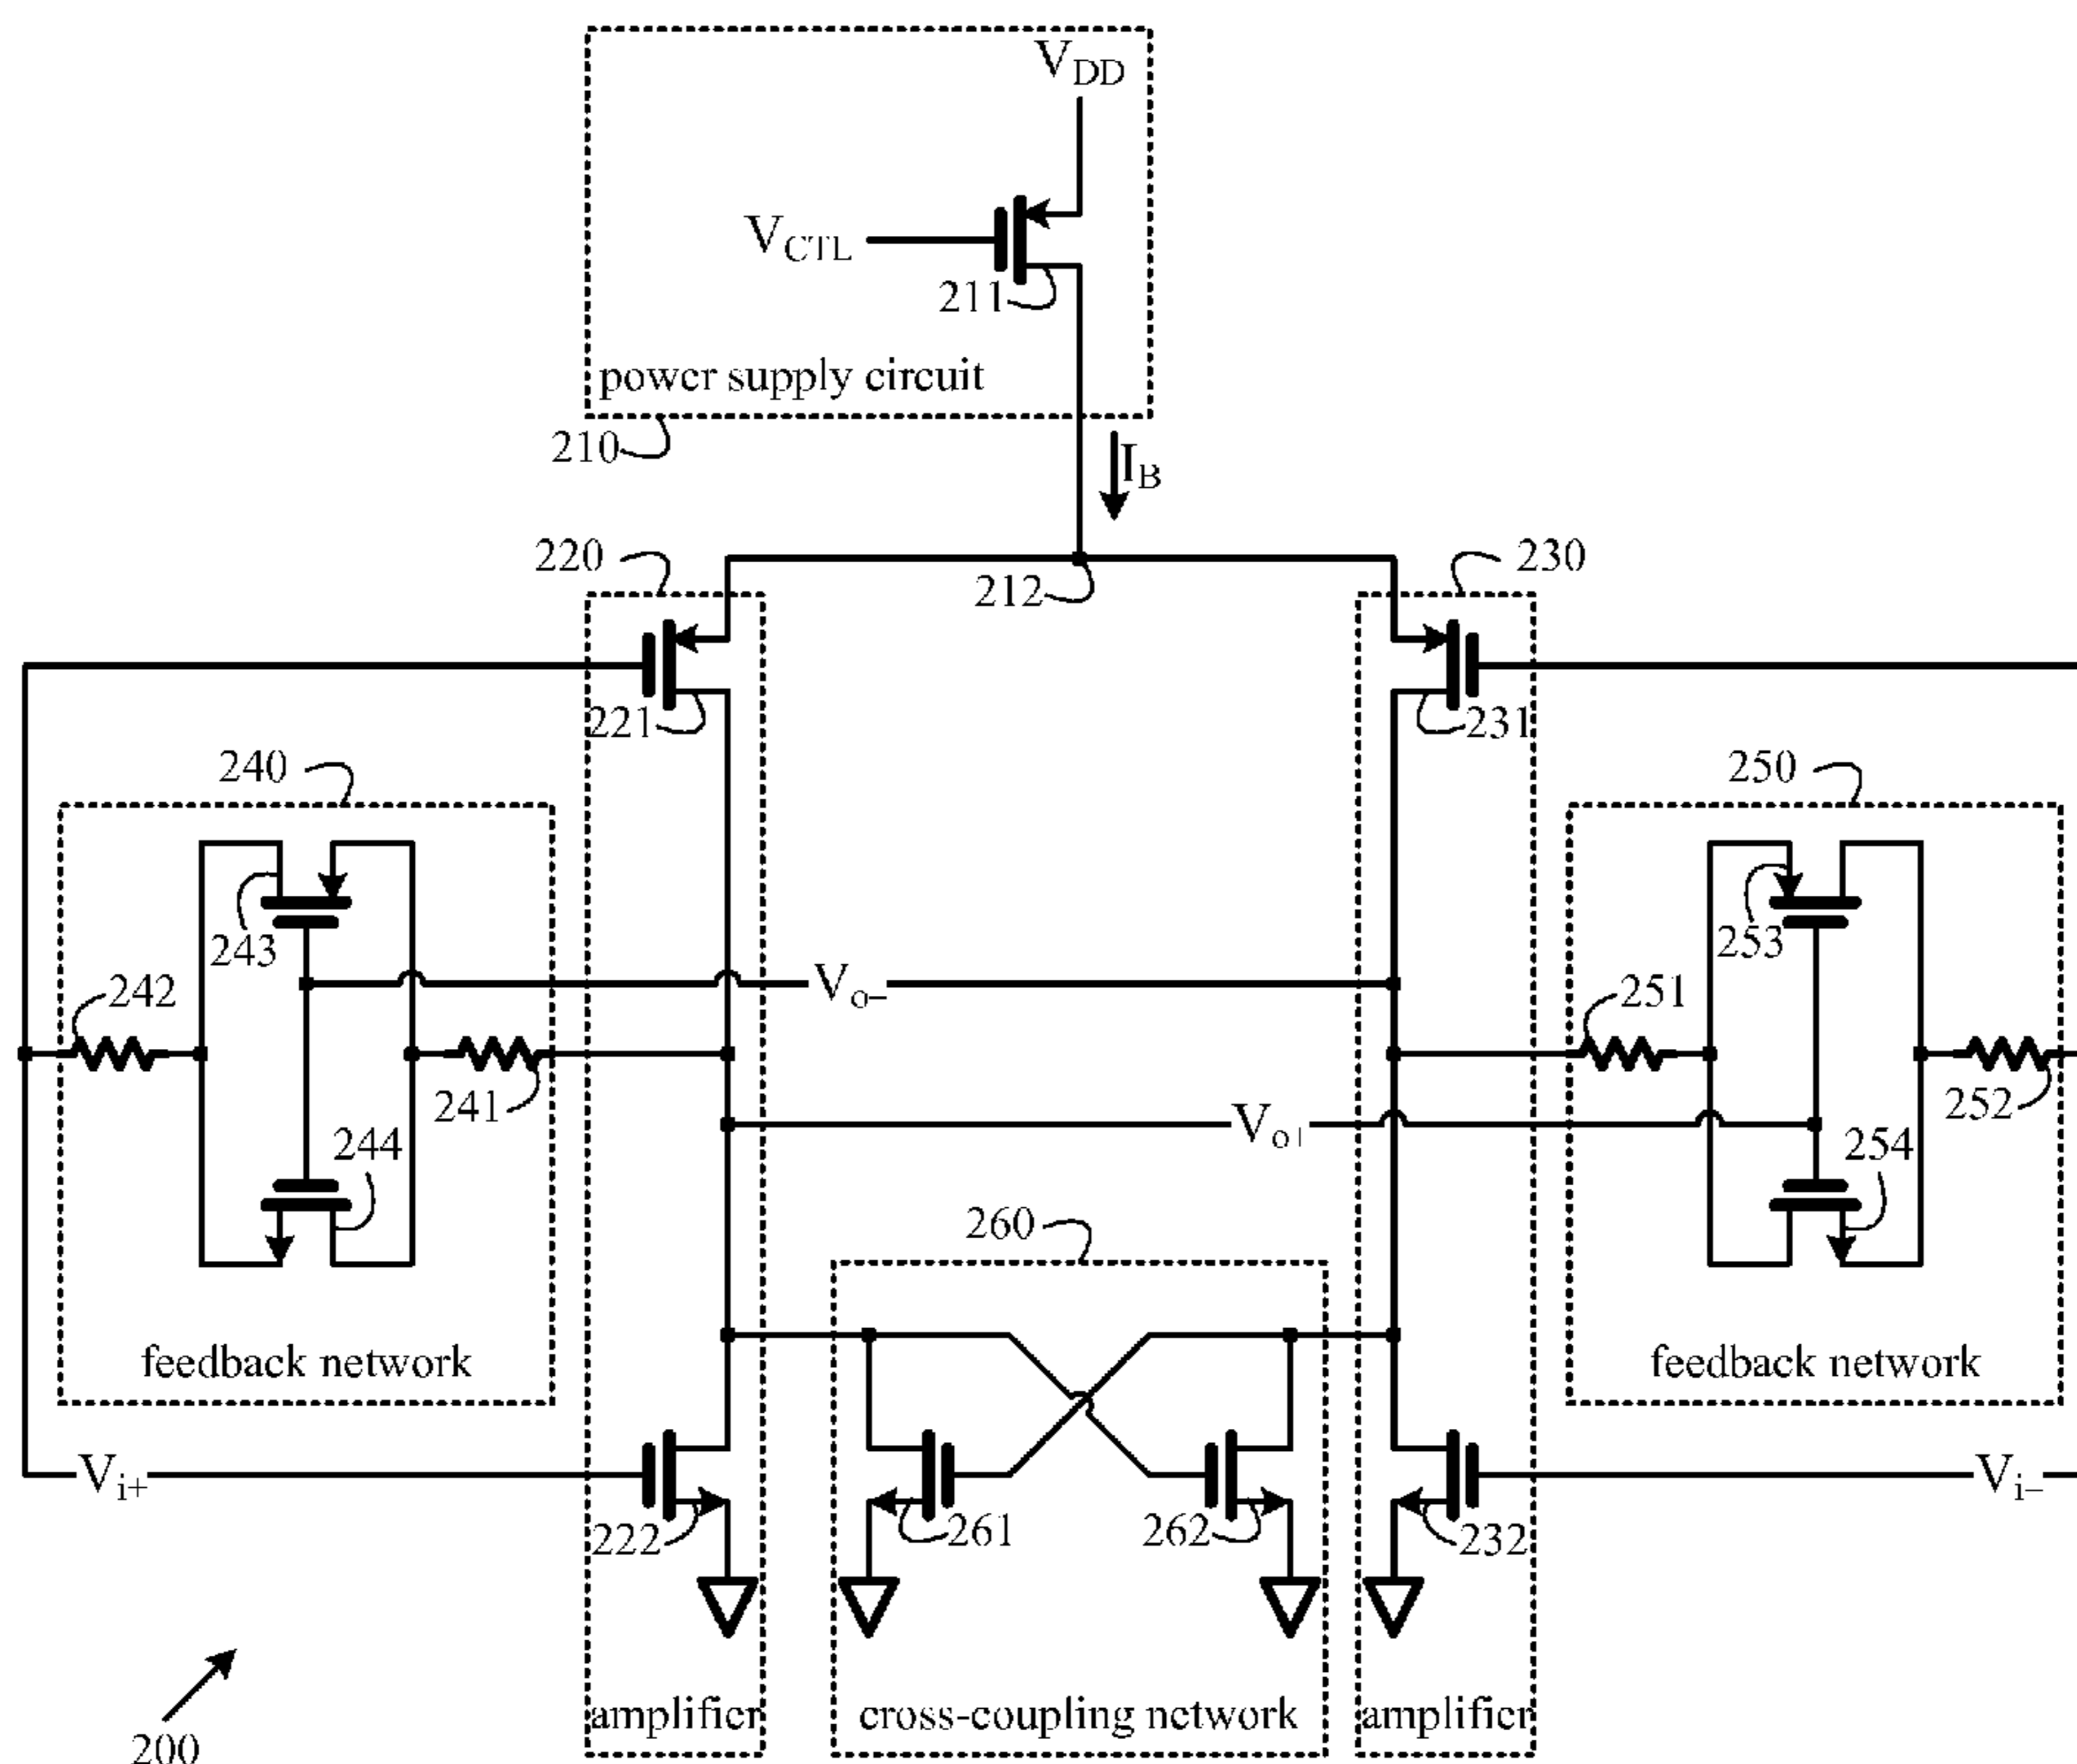 VDD
VCTL
211
power supply circuit
210
IB
220
212
230
221
231
240
250
243
253
242
Vo−
251
241
252
Vo+
244
254
260
feedback network
feedback network
Vi+
Vi−
222
261
262
232
amplifier
cross-coupling network
amplifier
200